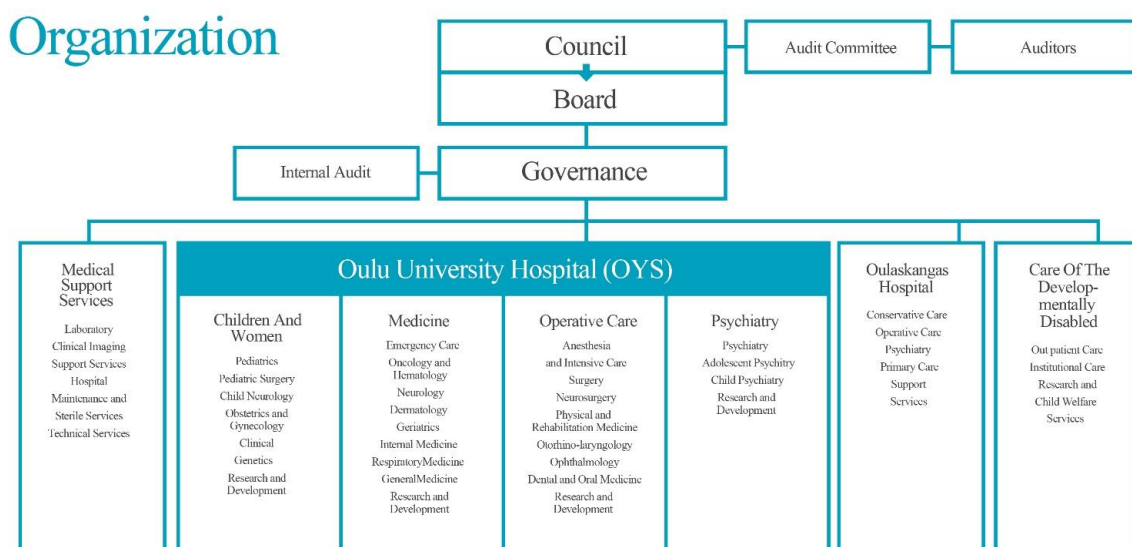 Organization
Council
Audit Committee
Auditors
Board
Internal Audit
Governance
Medical
Support
Services
Laboratory
Clinical Imaging
Support Services
Hospital
Maintenance and
Sterile Services
Technical Services
Oulu University Hospital (OYS)
Children And
Women
Pediatrics
Pediatric Surgery
Child Neurology
Obstetrics and
Gynecology
Clinical
Genetics
Research and
Development
Medicine
Emergency Care
Oncology and
Hematology
Neurology
Dermatology
Geriatrics
Internal Medicine
RespiratoryMedicine
GeneralMedicine
Research and
Development
Operative Care
Anesthesia
and Intensive Care
Surgery
Neurosurgery
Physical and
Rehabilitation Medicine
Otorhino-laryngology
Ophthalmology
Dental and Oral Medicine
Research and
Development
Psychiatry
Psychiatry
Adolescent Psychitry
Child Psychiatry
Research and
Development
Oulaskangas
Hospital
Conservative Care
Operative Care
Psychiatry
Primary Care
Support
Services
Care Of The
Develop-
mentally
Disabled
Out patient Care
Institutional Care
Research and
Child Welfare
Services